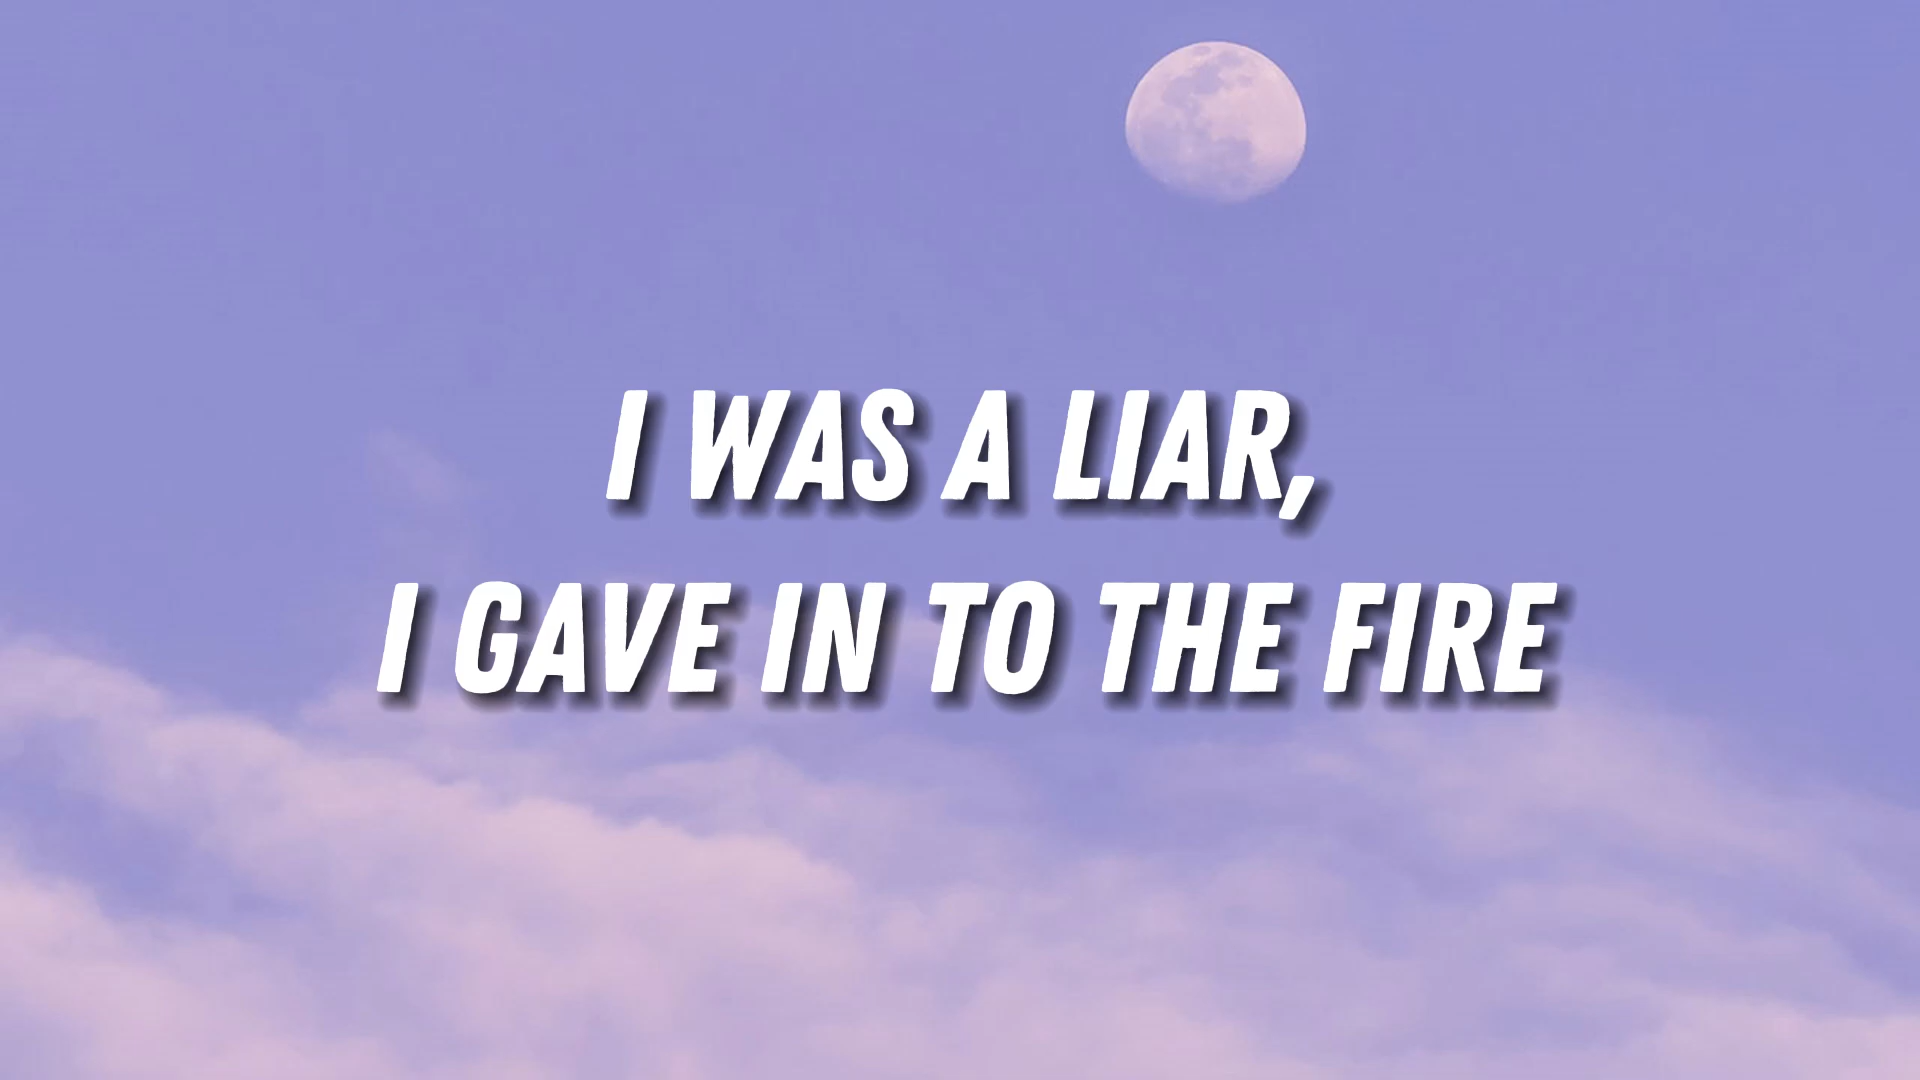 I WAS A LIAR,
I GAVE IN TO THE FIRE